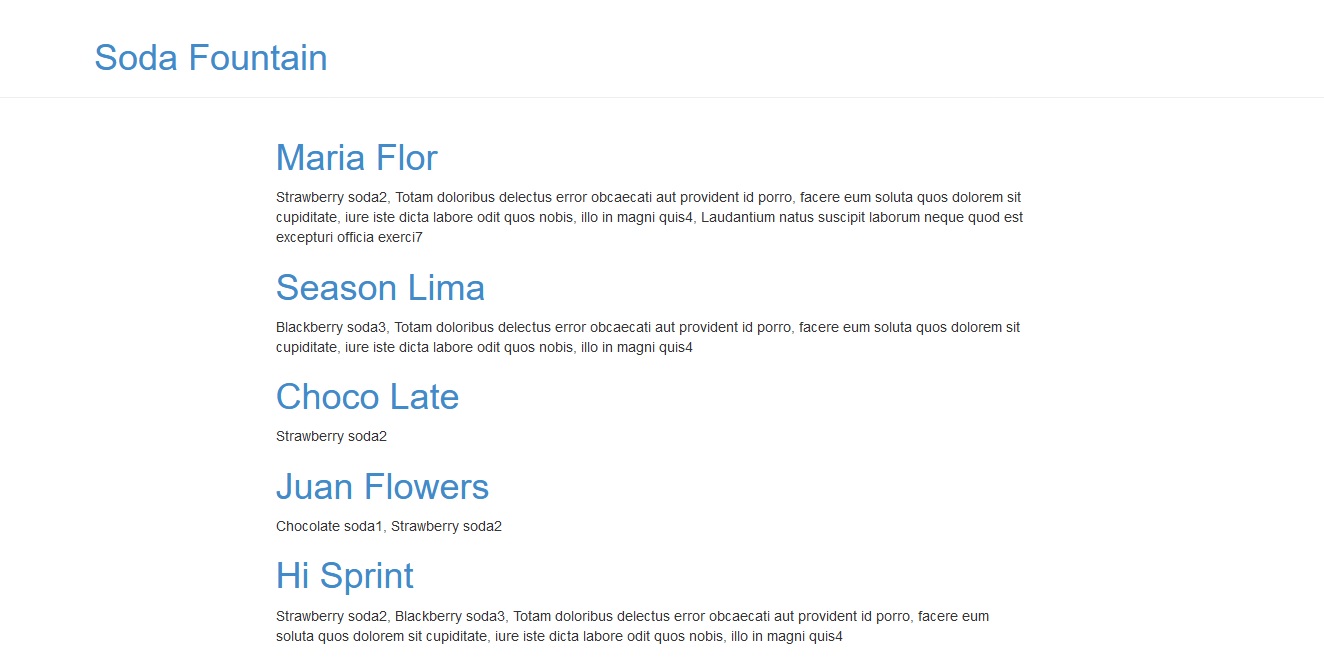 Soda Fountain
Maria Flor
Strawberry soda2, Totam doloribus delectus error obcaecati aut provident id porro, facere eum soluta quos dolorem sit
cupiditate, iure iste dicta labore odit quos nobis, illo in magni quis4, Laudantium natus suscipit laborum neque quod est
excepturi officia exerci7
Season Lima
Blackberry soda3, Totam doloribus delectus error obcaecati aut provident id porro, facere eum soluta quos dolorem sit
cupiditate, iure iste dicta labore odit quos nobis, illo in magni quis4
Choco Late
Strawberry soda2
Juan Flowers
Chocolate soda1, Strawberry soda2
Hi Sprint
Strawberry soda2, Blackberry soda3, Totam doloribus delectus error obcaecati aut provident id porro, facere eum
soluta quos dolorem sit cupiditate, iure iste dicta labore odit quos nobis, illo in magni quis4